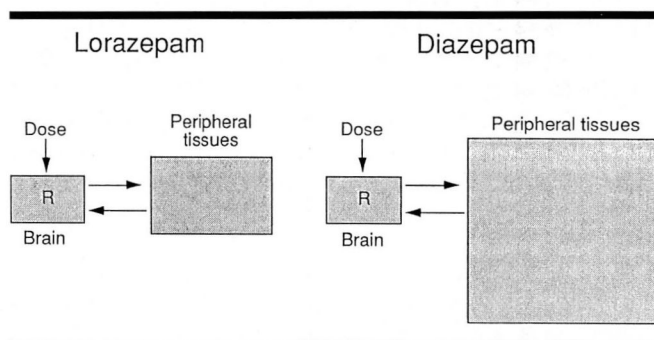 Lorazepam
Dose
Peripheral
tissues
R
Brain
Diazepam
Dose
Peripheral tissues
R
Brain